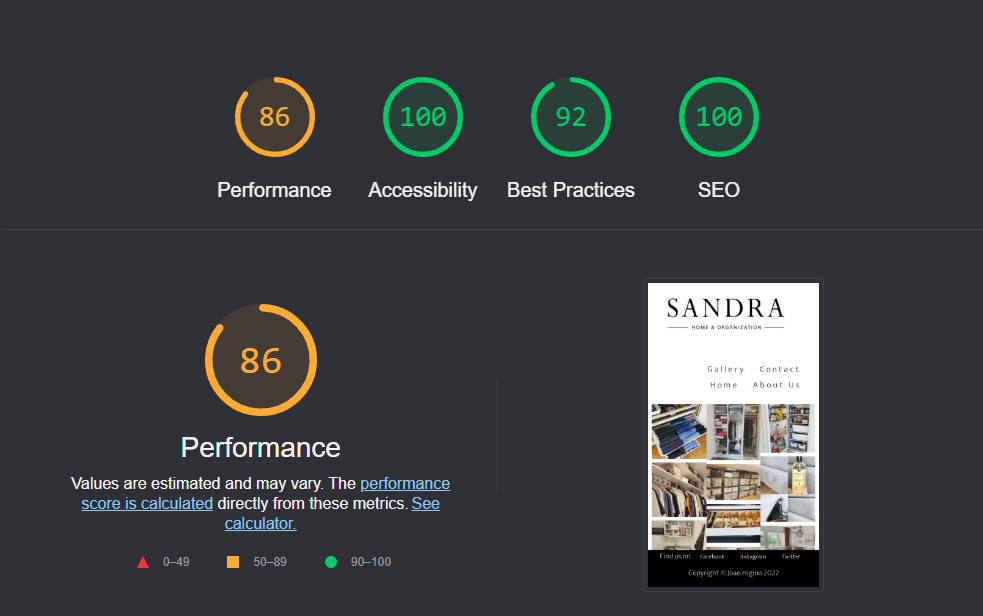 86
100
92
100
Performance
Accessibility
Best Practices
SEO
86
Performance
Values are estimated and may vary. The performance
score is calculated directly from these metrics. See
calculator.
0–49
50–89
90–100
SANDRA
HOME & ORGANIZATION
Gallery Contact
Home About Us
Find us on: Facebook Instagram Twitter
Copyright © Joao Higino 2022